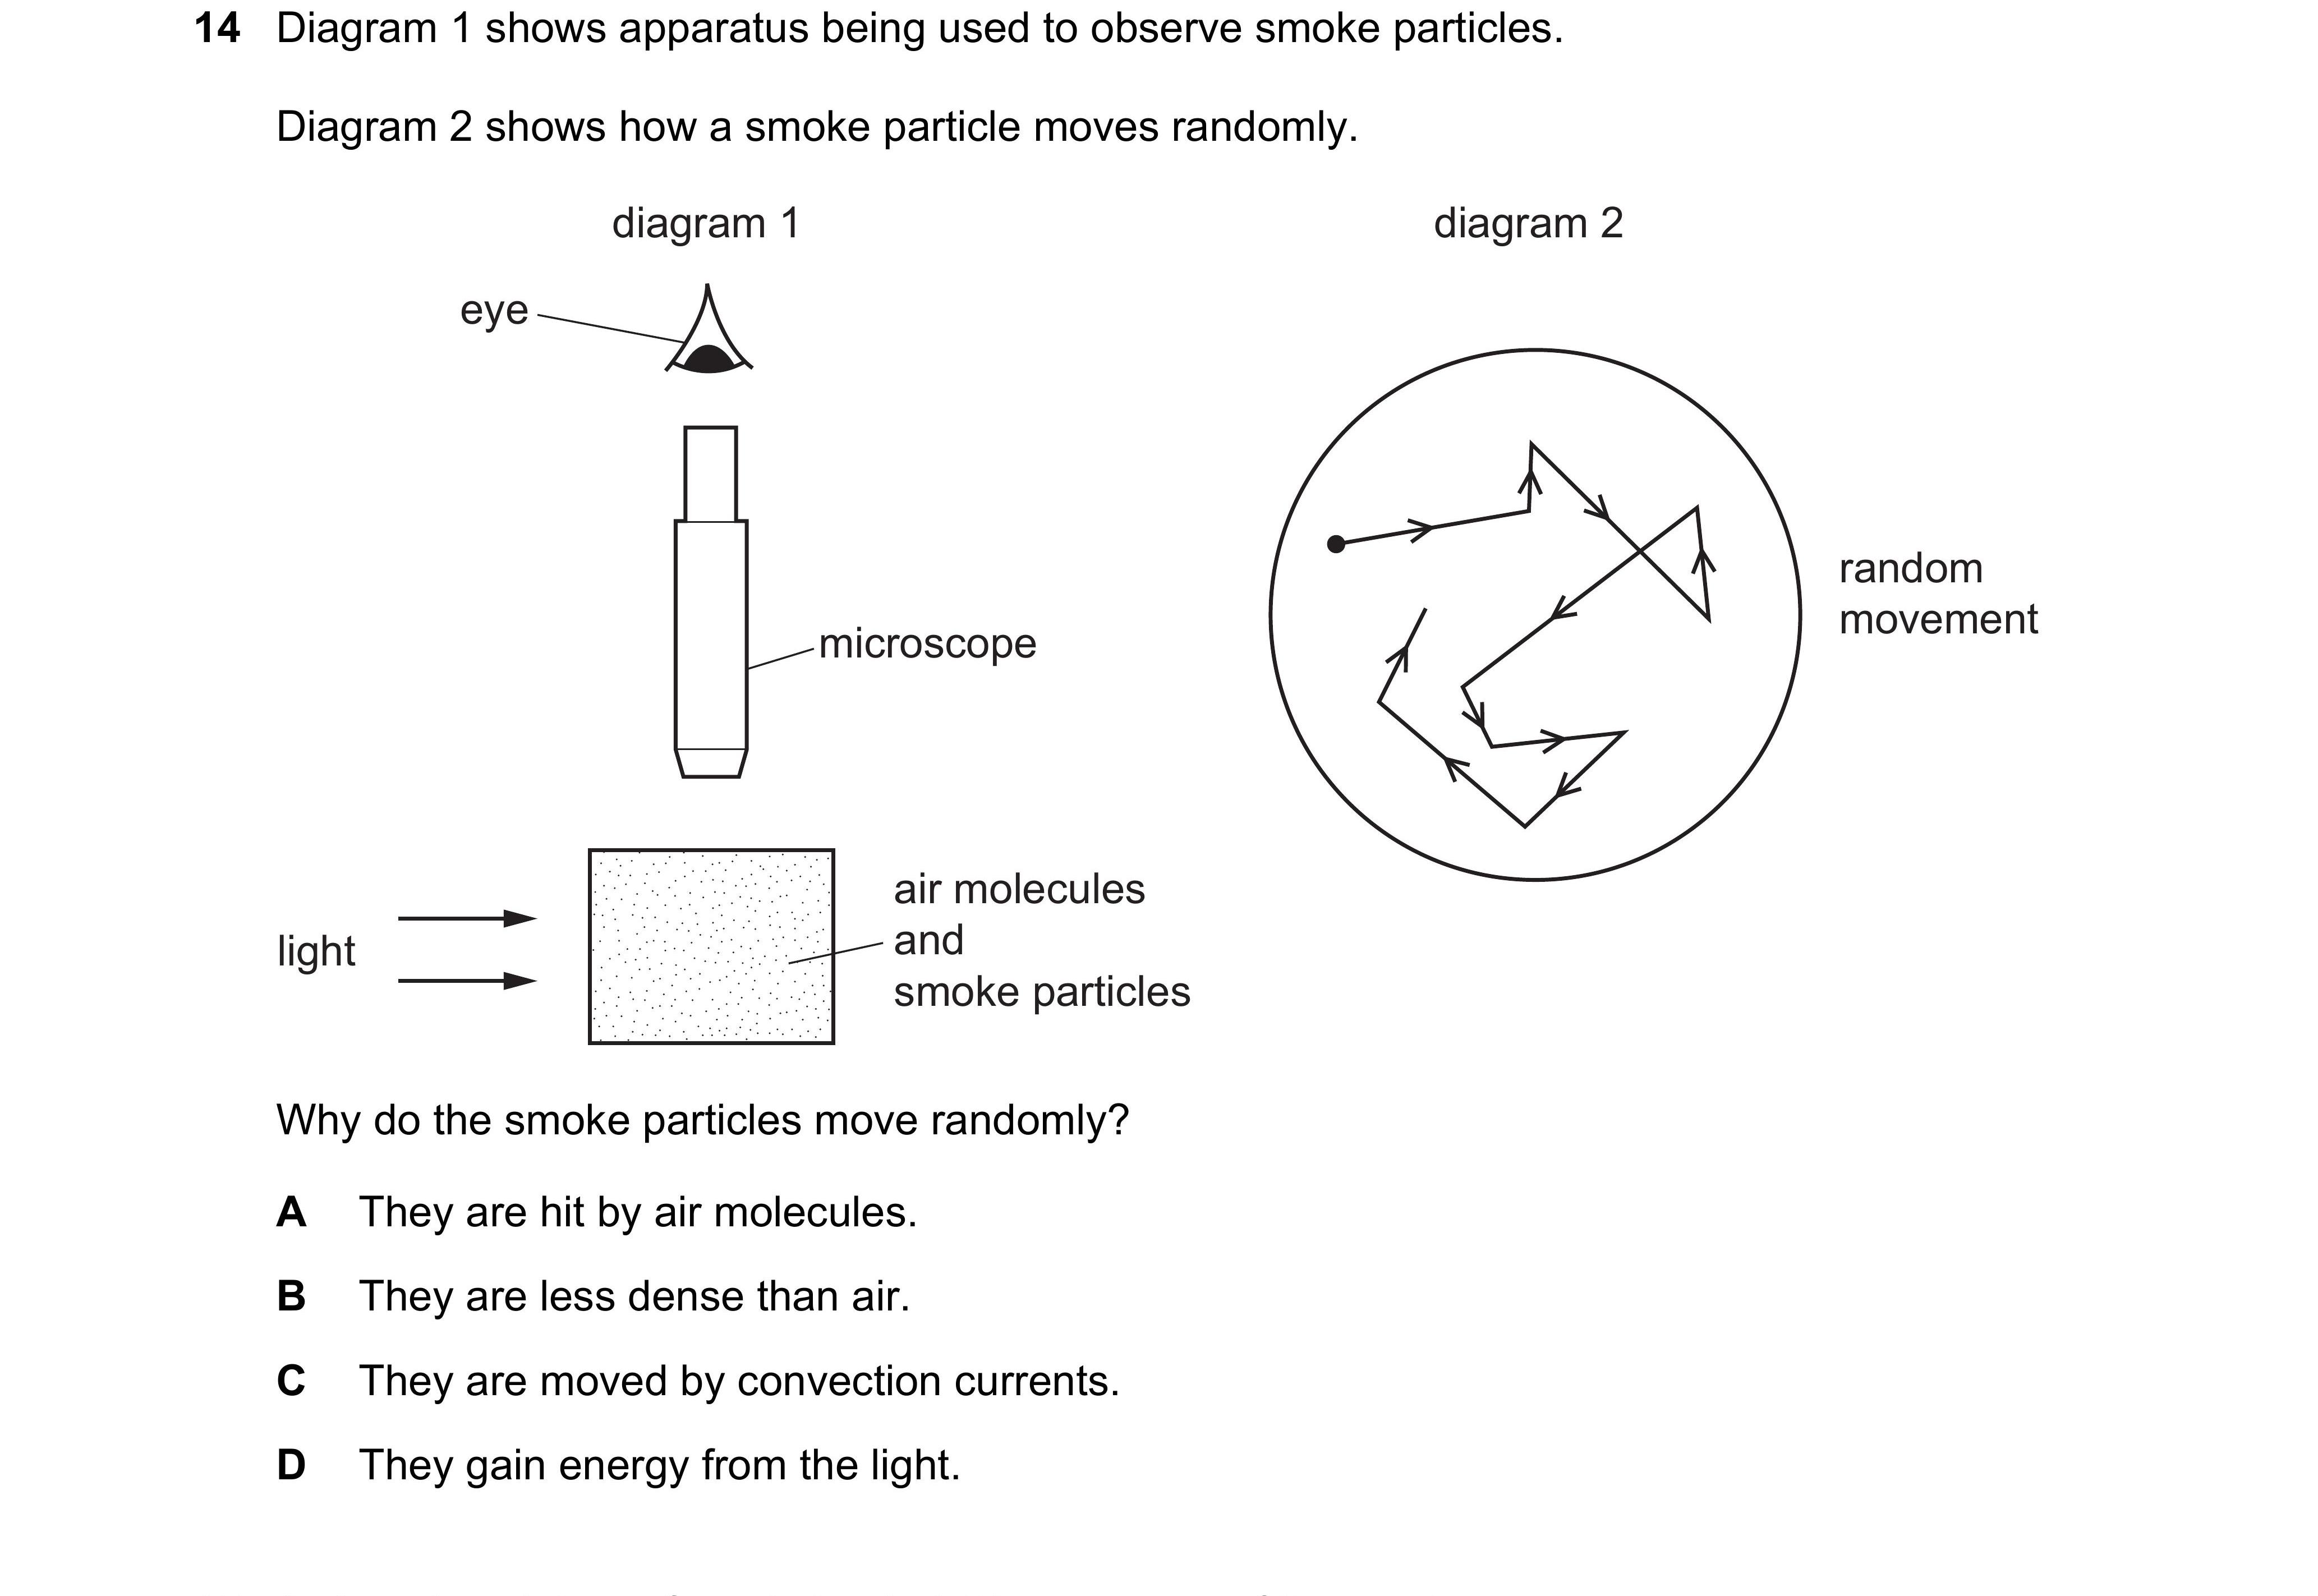 14 Diagram 1 shows apparatus being used to observe smoke particles.
Diagram 2 shows how a smoke particle moves randomly.
diagram 1
diagram 2
eye
random
movement
microscope
air molecules
and
smoke particles
light
Why do the smoke particles move randomly?
A They are hit by air molecules.
B They are less dense than air.
C They are moved by convection currents.
D They gain energy from the light.